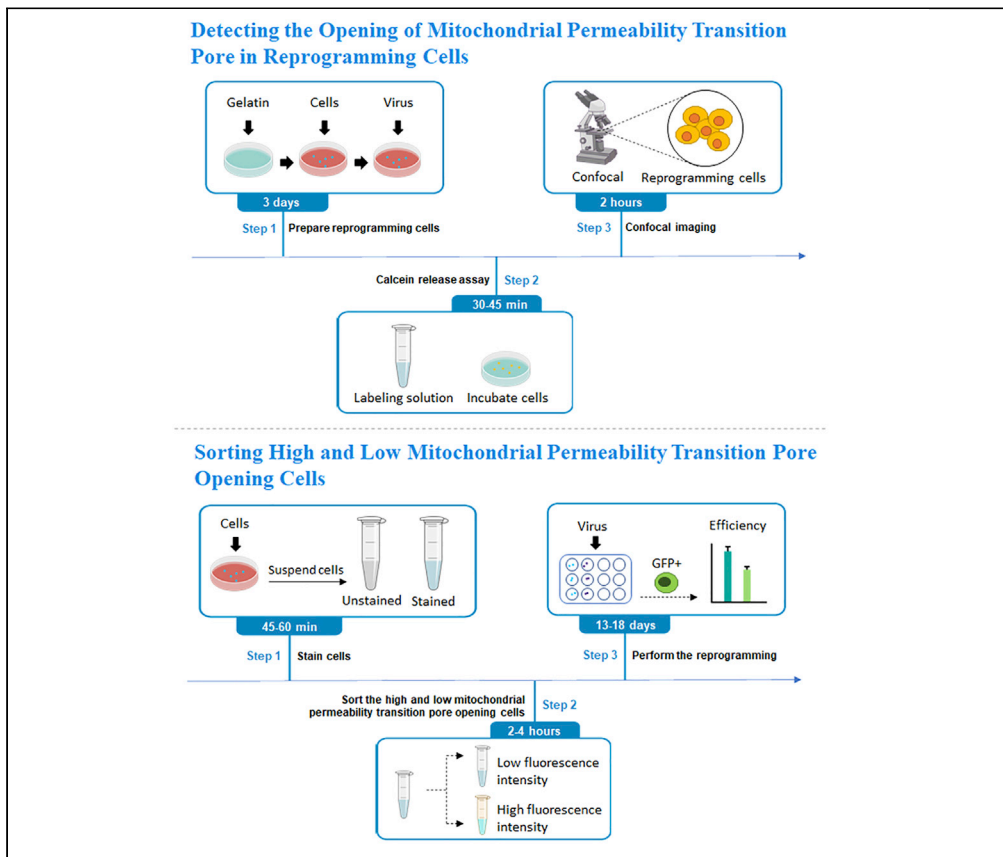 Detecting the Opening of Mitochondrial Permeability Transition
Pore in Reprogramming Cells
Gelatin
Cells
Virus
3 days
Step 1
Prepare reprogramming cells
Confocal
Reprogramming cells
2 hours
Step 3
Confocal imaging
Calcein release assay
Step 2
30-45 min
Labeling solution
Incubate cells
Sorting High and Low Mitochondrial Permeability Transition Pore
Opening Cells
Cells
Suspend cells
Unstained
Stained
45-60 min
Step 1
Stain cells
Virus
GFP+
Efficiency
13-18 days
Step 3
Perform the reprogramming
Sort the high and low mitochondrial
permeability transition pore opening cells
Step 2
2-4 hours
Low fluorescence
intensity
High fluorescence
intensity